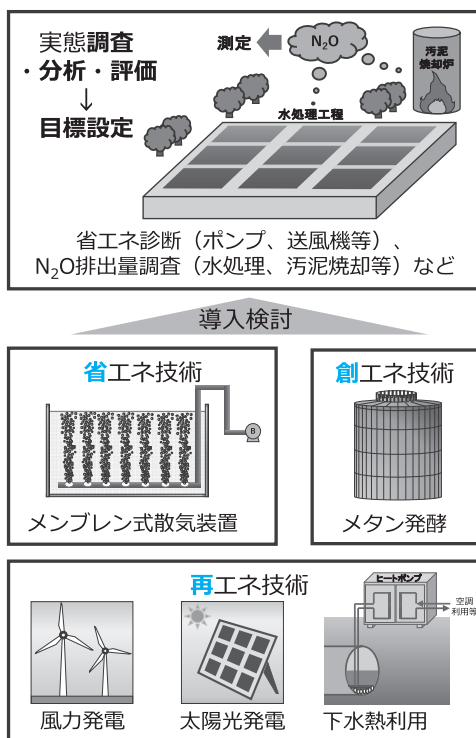 実態調査
・分析・評価
↓
目標設定
測定
N₂O
汚泥
焼却炉
水処理工程
省エネ診断（ポンプ、送風機等）、
N₂O排出量調査（水処理、汚泥焼却等）など
導入検討
省エネ技術
B
メンブレン式散気装置
創エネ技術
メタン発酵
再エネ技術
風力発電
太陽光発電
ヒートポンプ
空調
利用等
下水熱利用